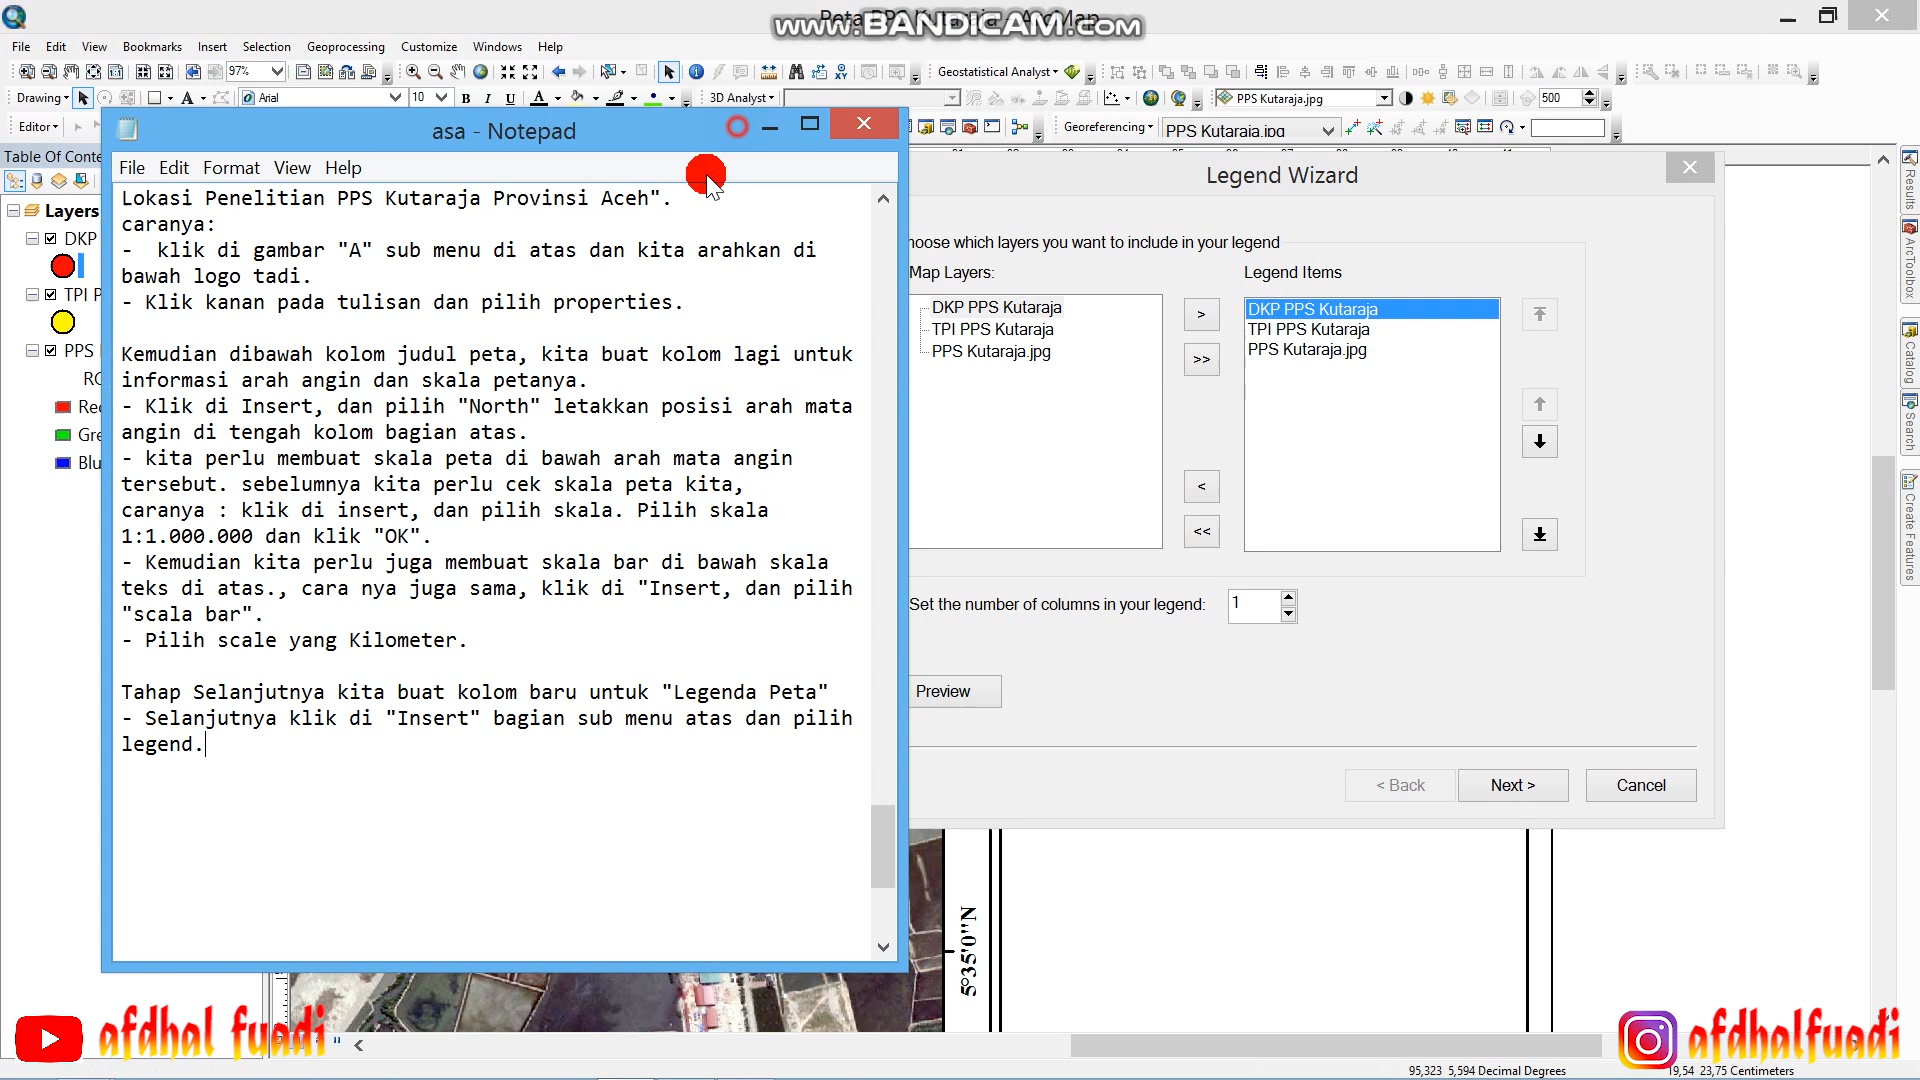 www.BANDICAM.com
File Edit View Bookmarks Insert Selection Geoprocessing Customize Windows Help
97%
Geostatistical Analyst
Drawing
Arial
10
B I U A
3D Analyst
PPS Kutaraja.jpg
500
Editor
Georeferencing
PPS Kutaraja.jpg
Table Of Conte
Layers
DKP
TPI P
PPS
RG
Rec
Gre
Blu
asa - Notepad
File Edit Format View Help
Lokasi Penelitian PPS Kutaraja Provinsi Aceh".
caranya:
-  klik di gambar "A" sub menu di atas dan kita arahkan di
bawah logo tadi.
- Klik kanan pada tulisan dan pilih properties.
Kemudian dibawah kolom judul peta, kita buat kolom lagi untuk
informasi arah angin dan skala petanya.
- Klik di Insert, dan pilih "North" letakkan posisi arah mata
angin di tengah kolom bagian atas.
- kita perlu membuat skala peta di bawah arah mata angin
tersebut. sebelumnya kita perlu cek skala peta kita,
caranya : klik di insert, dan pilih skala. Pilih skala
1:1.000.000 dan klik "OK".
- Kemudian kita perlu juga membuat skala bar di bawah skala
teks di atas., cara nya juga sama, klik di "Insert, dan pilih
"scala bar".
- Pilih scale yang Kilometer.
Tahap Selanjutnya kita buat kolom baru untuk "Legenda Peta"
- Selanjutnya klik di "Insert" bagian sub menu atas dan pilih
legend.
Legend Wizard
hoose which layers you want to include in your legend
Map Layers:
Legend Items
DKP PPS Kutaraja
TPI PPS Kutaraja
PPS Kutaraja.jpg
> >> < <<
DKP PPS Kutaraja
TPI PPS Kutaraja
PPS Kutaraja.jpg
Set the number of columns in your legend:
1
Preview
< Back
Next >
Cancel
Results
ArcToolbox
Catalog
Search
Create Features
5°35'0"N
afdhal fuadi
afdhalfuadi
95,323 5,594 Decimal Degrees
19,54 23,75 Centimeters